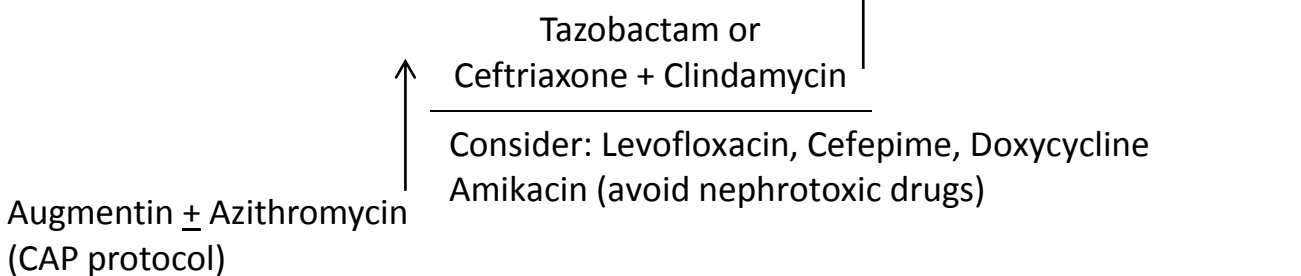 Tazobactam or
Ceftriaxone + Clindamycin
Consider: Levofloxacin, Cefepime, Doxycycline
Amikacin (avoid nephrotoxic drugs)
Augmentin ± Azithromycin
(CAP protocol)